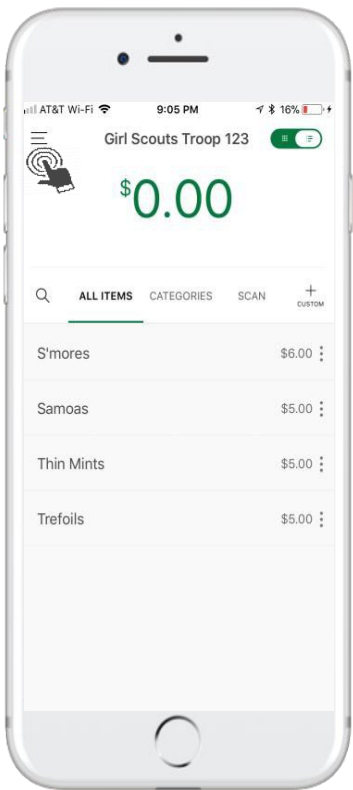 AT&T Wi-Fi 9:05 PM 16%
Girl Scouts Troop 123
$0.00
ALL ITEMS CATEGORIES SCAN + CUSTOM
S'mores $6.00
Samoas $5.00
Thin Mints $5.00
Trefoils $5.00